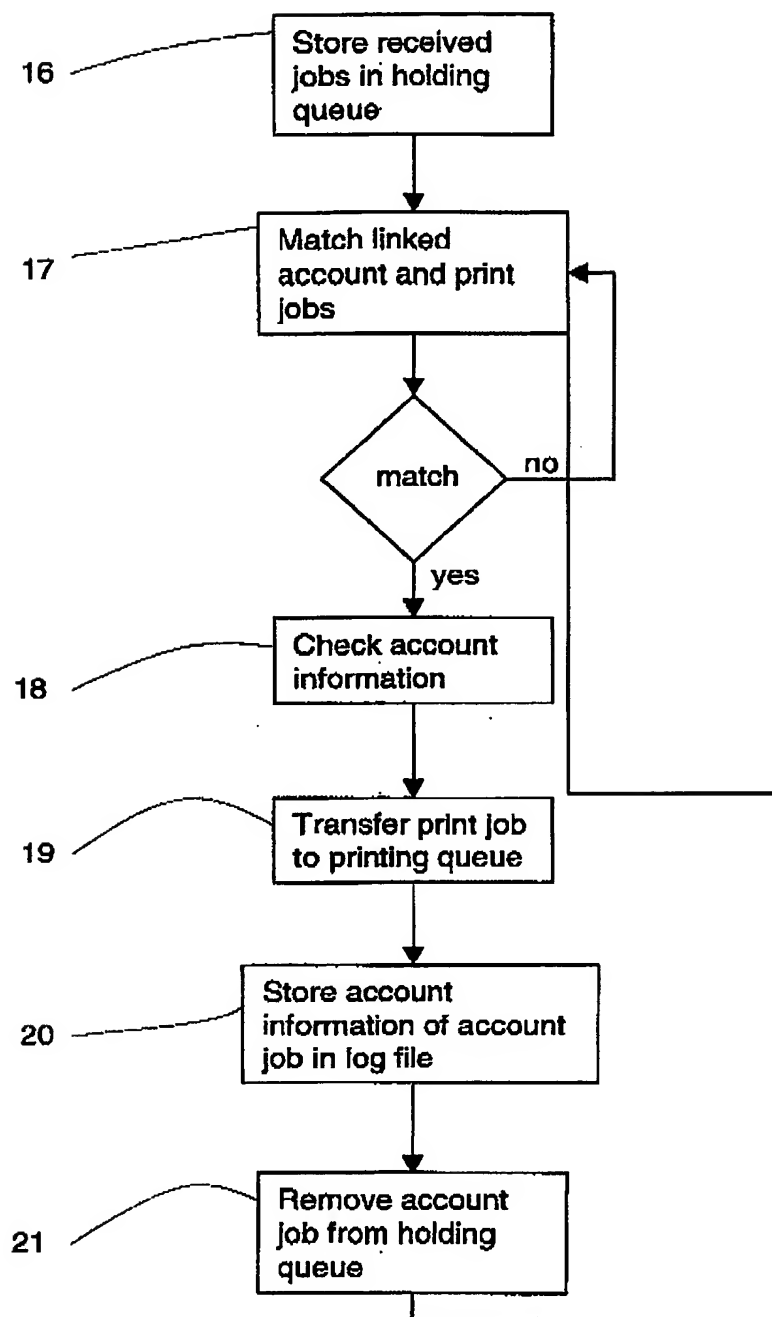 16
Store received
jobs in holding
queue
17
Match linked
account and print
jobs
match
no
yes
18
Check account
information
19
Transfer print job
to printing queue
20
Store account
information of account
job in log file
21
Remove account
job from holding
queue